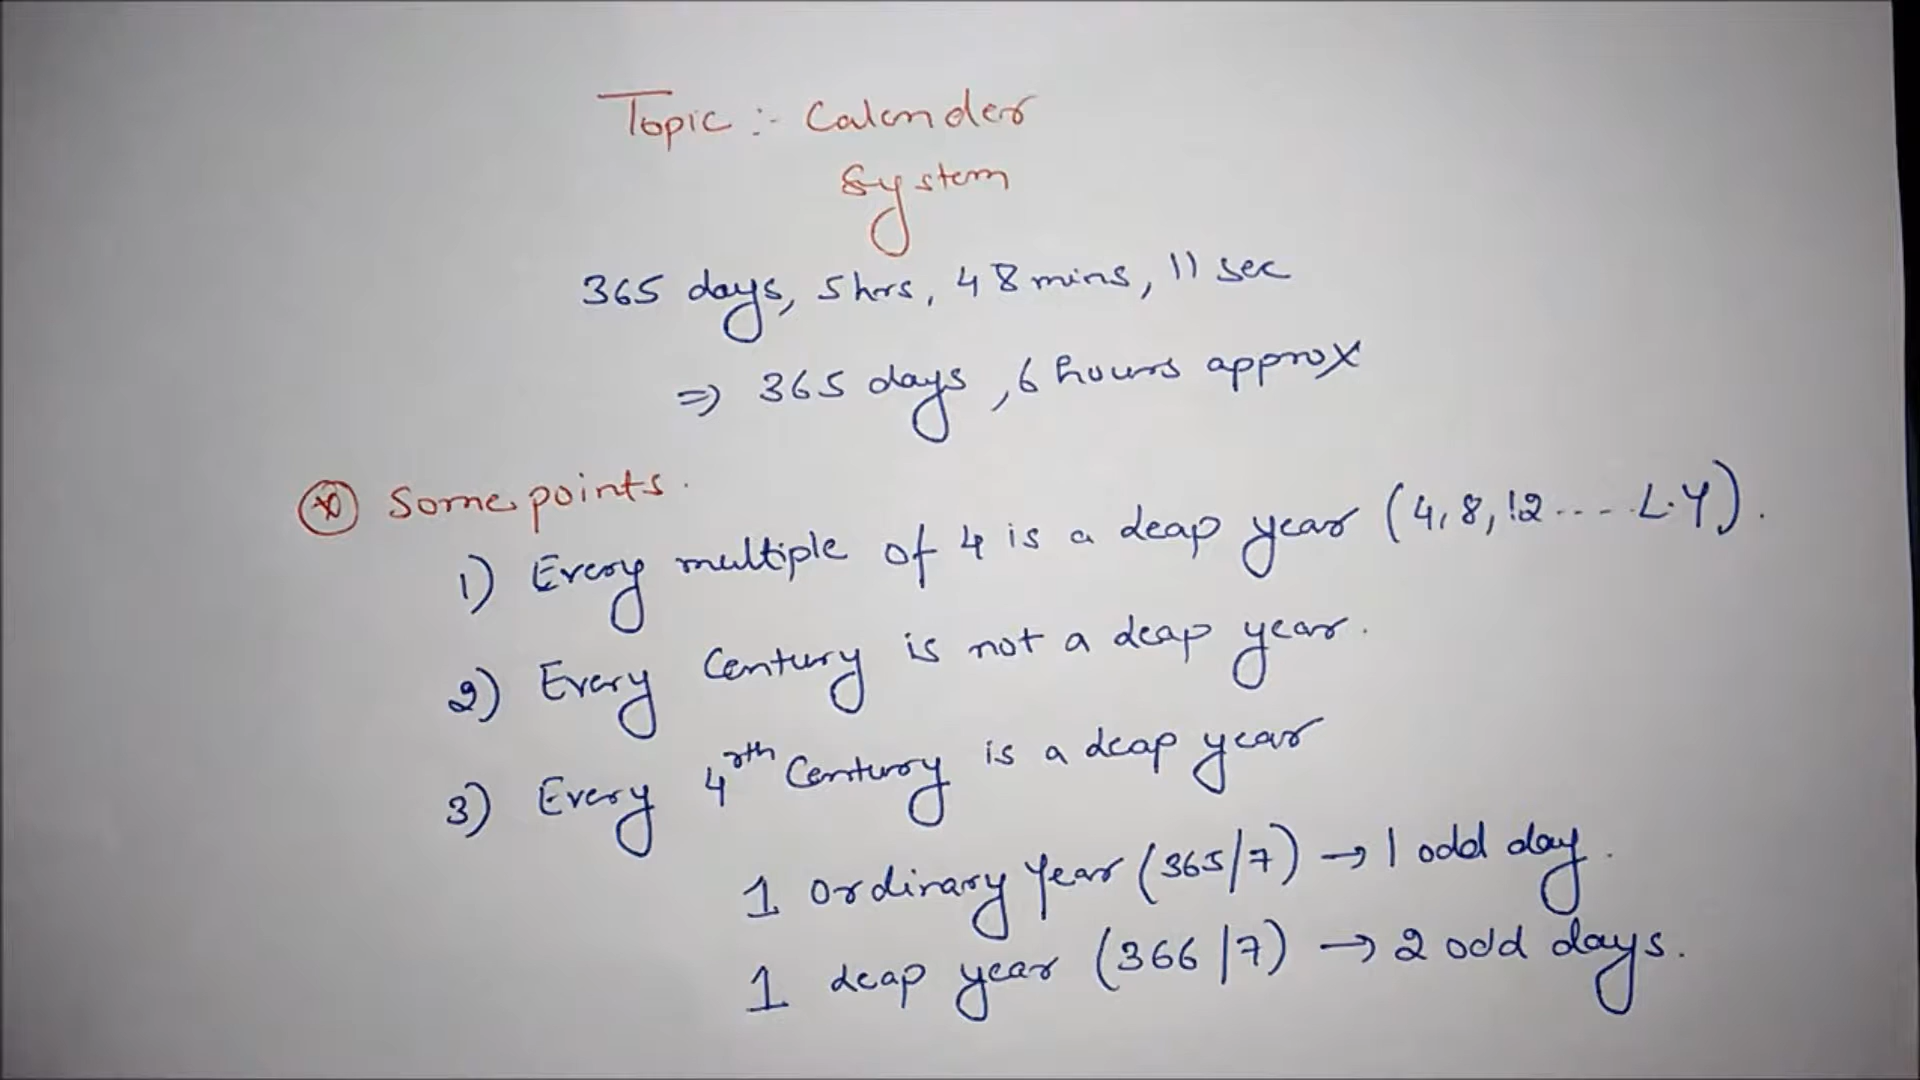 Topic :- Calender
System
365 days, 5 hrs, 48 mins, 11 sec
=> 365 days, 6 hours approx
Some points.
1) Every multiple of 4 is a leap year (4, 8, 12 .... L.Y).
2) Every Century is not a leap year.
3) Every 4rth Century is a leap year
1 Ordinary Year (365/7) → 1 odd day.
1 leap year (366/7) → 2 odd days.